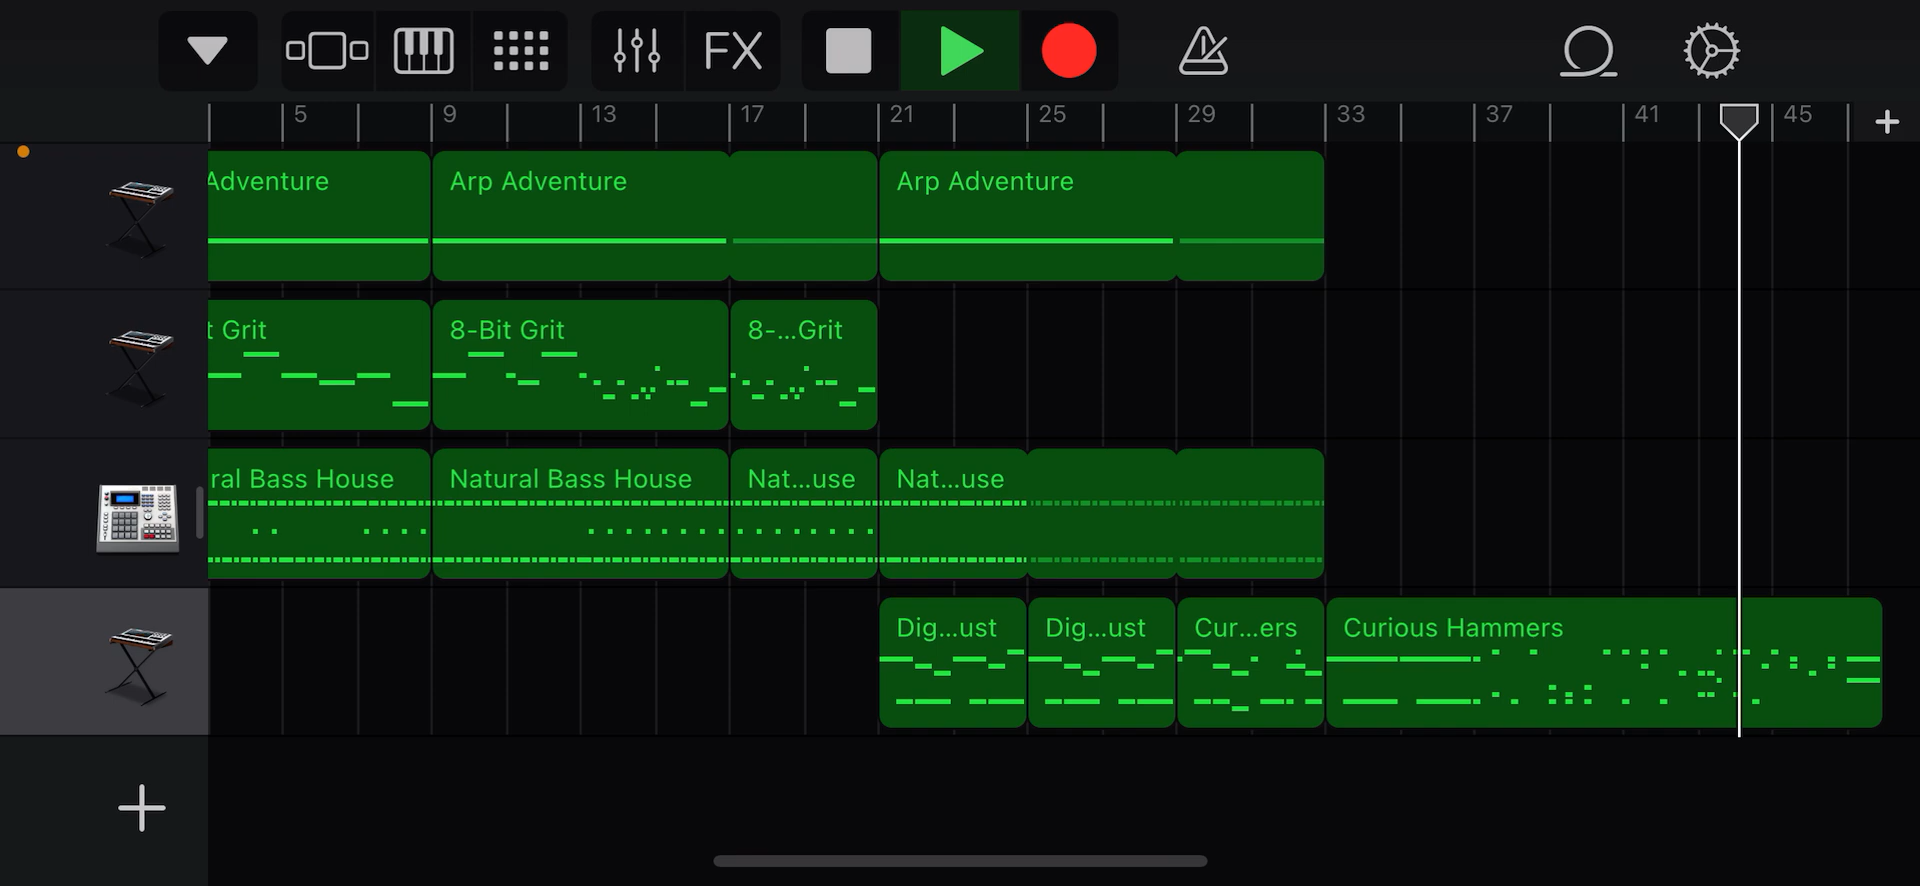 FX
5 9 13 17 21 25 29 33 37 41 45
Adventure Arp Adventure Arp Adventure
t Grit 8-Bit Grit 8-...Grit
ral Bass House Natural Bass House Nat...use Nat...use
Dig...ust Dig...ust Cur...ers Curious Hammers